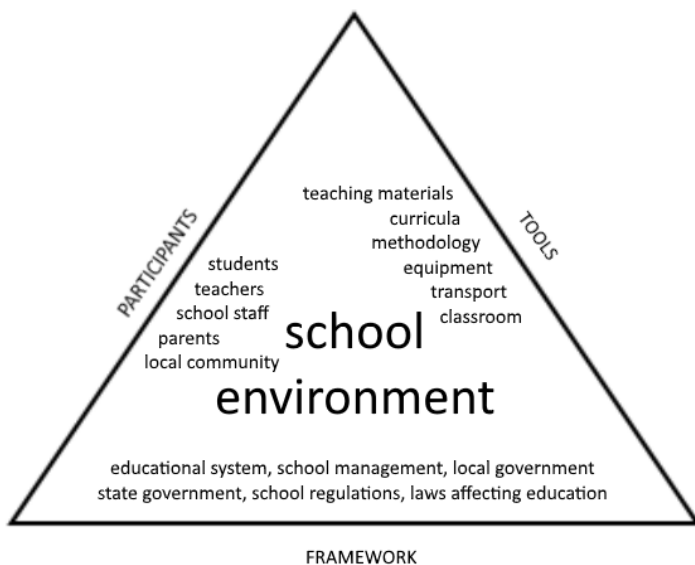 PARTICIPANTS
TOOLS
teaching materials
curricula
methodology
equipment
transport
classroom
students
teachers
school staff
parents
local community
school
environment
educational system, school management, local government
state government, school regulations, laws affecting education
FRAMEWORK